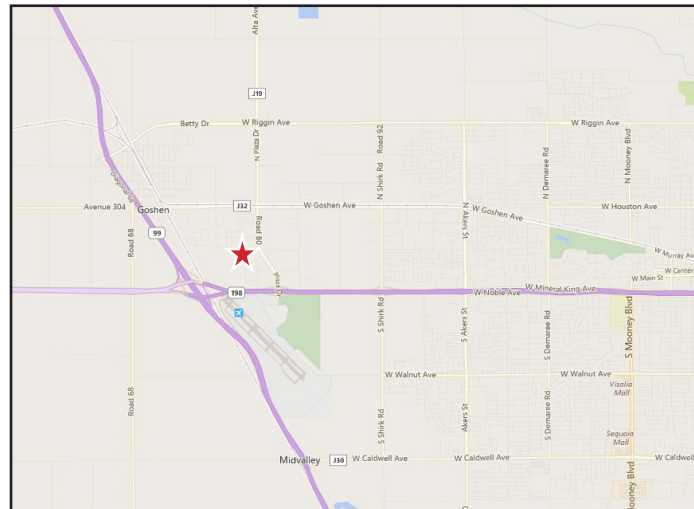 Alta Ave
J19
Betty Dr
W Riggin Ave
W Riggin Ave
N Plaza Dr
Road 92
N Shirk Rd
N Demaree Rd
N Mooney Blvd
Diagonal 68
Goshen
Avenue 304
J32
W Goshen Ave
W Goshen Ave
W Houston Ave
N Akers St
Road 80
99
Road 68
W Murray Ave
W Center
W Main St
Plaza Dr
198
W Noble Ave
W Mineral King Ave
S Shirk Rd
S Akers St
S Demaree Rd
S Mooney Blvd
W Walnut Ave
W Walnut Ave
Visalia
Mall
Road 68
S Shirk Rd
Akers St
S Demaree Rd
Sequoia
Mall
Midvalley
J30
W Caldwell Ave
W Caldwell Ave
Mooney Blvd